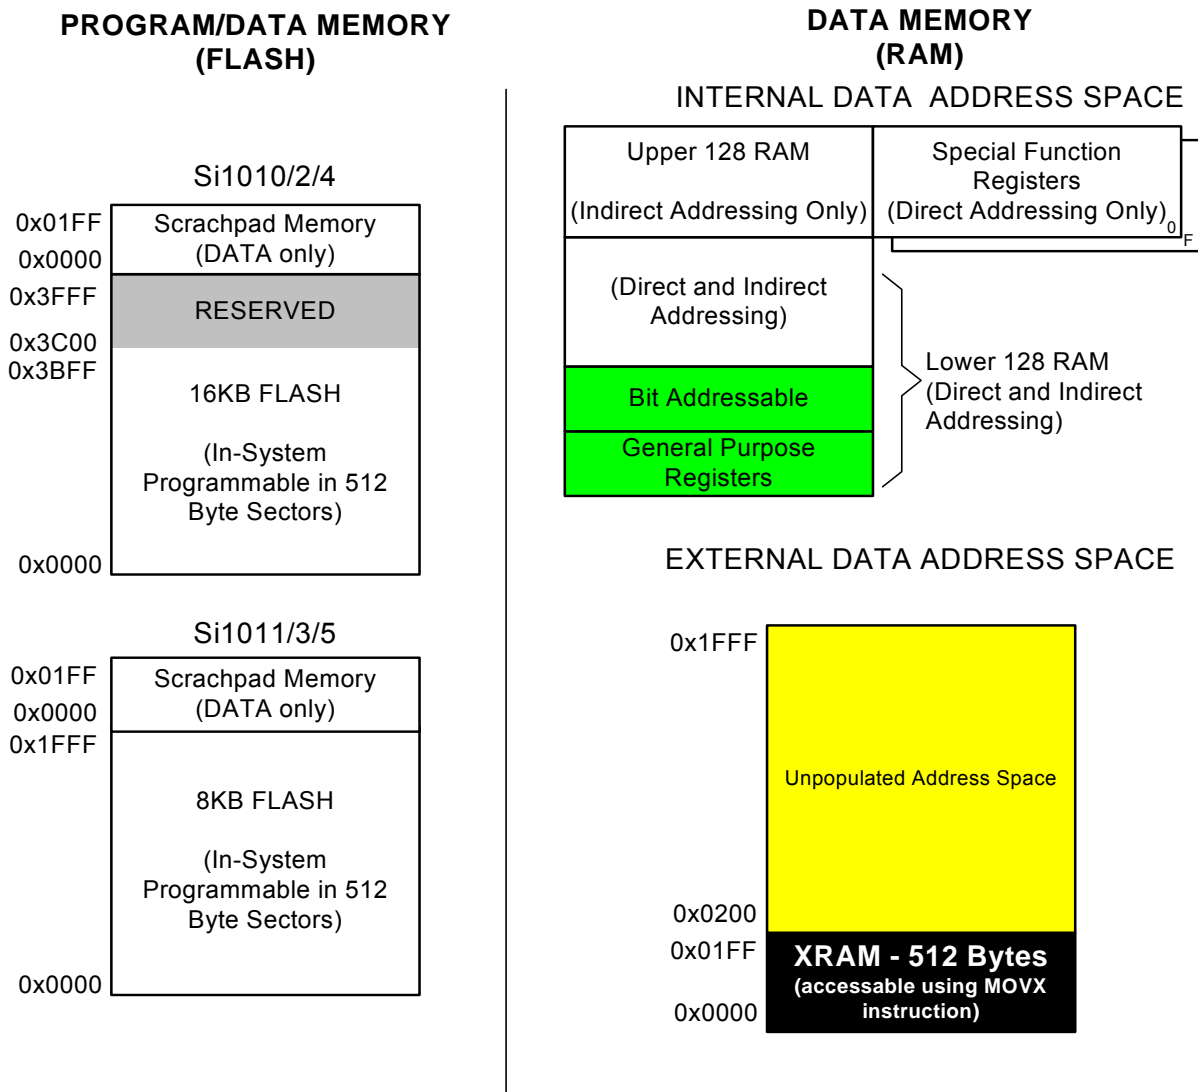 PROGRAM/DATA MEMORY
(FLASH)
Si1010/2/4
0x01FF
Scrachpad Memory
(DATA only)
0x0000
0x3FFF
RESERVED
0x3C00
0x3BFF
16KB FLASH
(In-System
Programmable in 512
Byte Sectors)
0x0000
Si1011/3/5
0x01FF
Scrachpad Memory
(DATA only)
0x0000
0x1FFF
8KB FLASH
(In-System
Programmable in 512
Byte Sectors)
0x0000
DATA MEMORY
(RAM)
INTERNAL DATA ADDRESS SPACE
Upper 128 RAM
(Indirect Addressing Only)
Special Function
Registers
(Direct Addressing Only)
0
F
(Direct and Indirect
Addressing)
Bit Addressable
General Purpose
Registers
Lower 128 RAM
(Direct and Indirect
Addressing)
EXTERNAL DATA ADDRESS SPACE
0x1FFF
Unpopulated Address Space
0x0200
0x01FF
XRAM - 512 Bytes
(accessable using MOVX
instruction)
0x0000